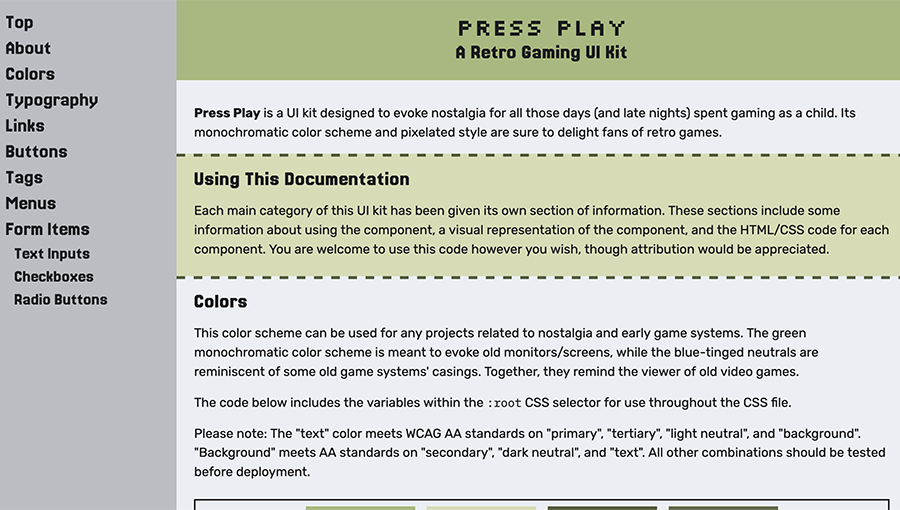 Top
About
Colors
Typography
Links
Buttons
Tags
Menus
Form Items
Text Inputs
Checkboxes
Radio Buttons
PRESS PLAY
A Retro Gaming UI Kit
Press Play is a UI kit designed to evoke nostalgia for all those days (and late nights) spent gaming as a child. Its
monochromatic color scheme and pixelated style are sure to delight fans of retro games.
Using This Documentation
Each main category of this UI kit has been given its own section of information. These sections include some
information about using the component, a visual representation of the component, and the HTML/CSS code for each
component. You are welcome to use this code however you wish, though attribution would be appreciated.
Colors
This color scheme can be used for any projects related to nostalgia and early game systems. The green
monochromatic color scheme is meant to evoke old monitors/screens, while the blue-tinged neutrals are
reminiscent of some old game systems' casings. Together, they remind the viewer of old video games.
The code below includes the variables within the :root CSS selector for use throughout the CSS file.
Please note: The "text" color meets WCAG AA standards on "primary", "tertiary", "light neutral", and "background".
"Background" meets AA standards on "secondary", "dark neutral", and "text". All other combinations should be tested
before deployment.